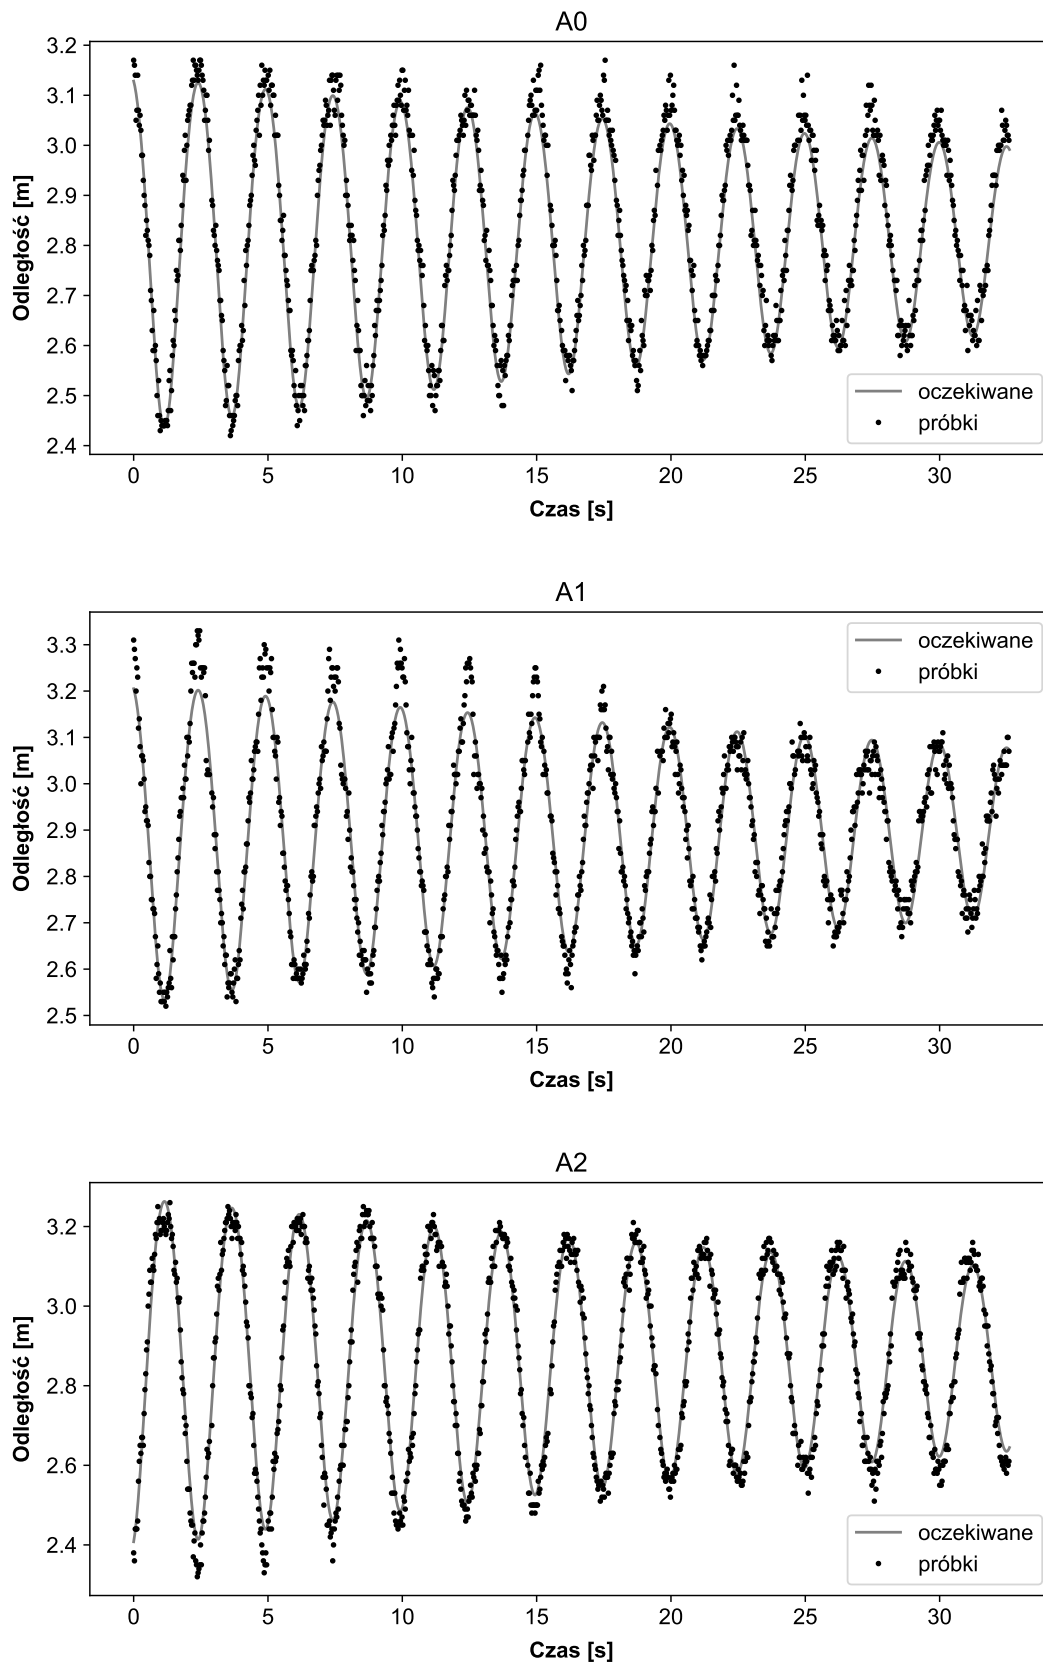 A0
3.2
3.1
3.0
2.9
2.8
2.7
2.6
2.5
2.4
Odległość [m]
oczekiwane
próbki
0 5 10 15 20 25 30
Czas [s]
A1
3.3
3.2
3.1
3.0
2.9
2.8
2.7
2.6
2.5
Odległość [m]
oczekiwane
próbki
0 5 10 15 20 25 30
Czas [s]
A2
3.2
3.0
2.8
2.6
2.4
Odległość [m]
oczekiwane
próbki
0 5 10 15 20 25 30
Czas [s]